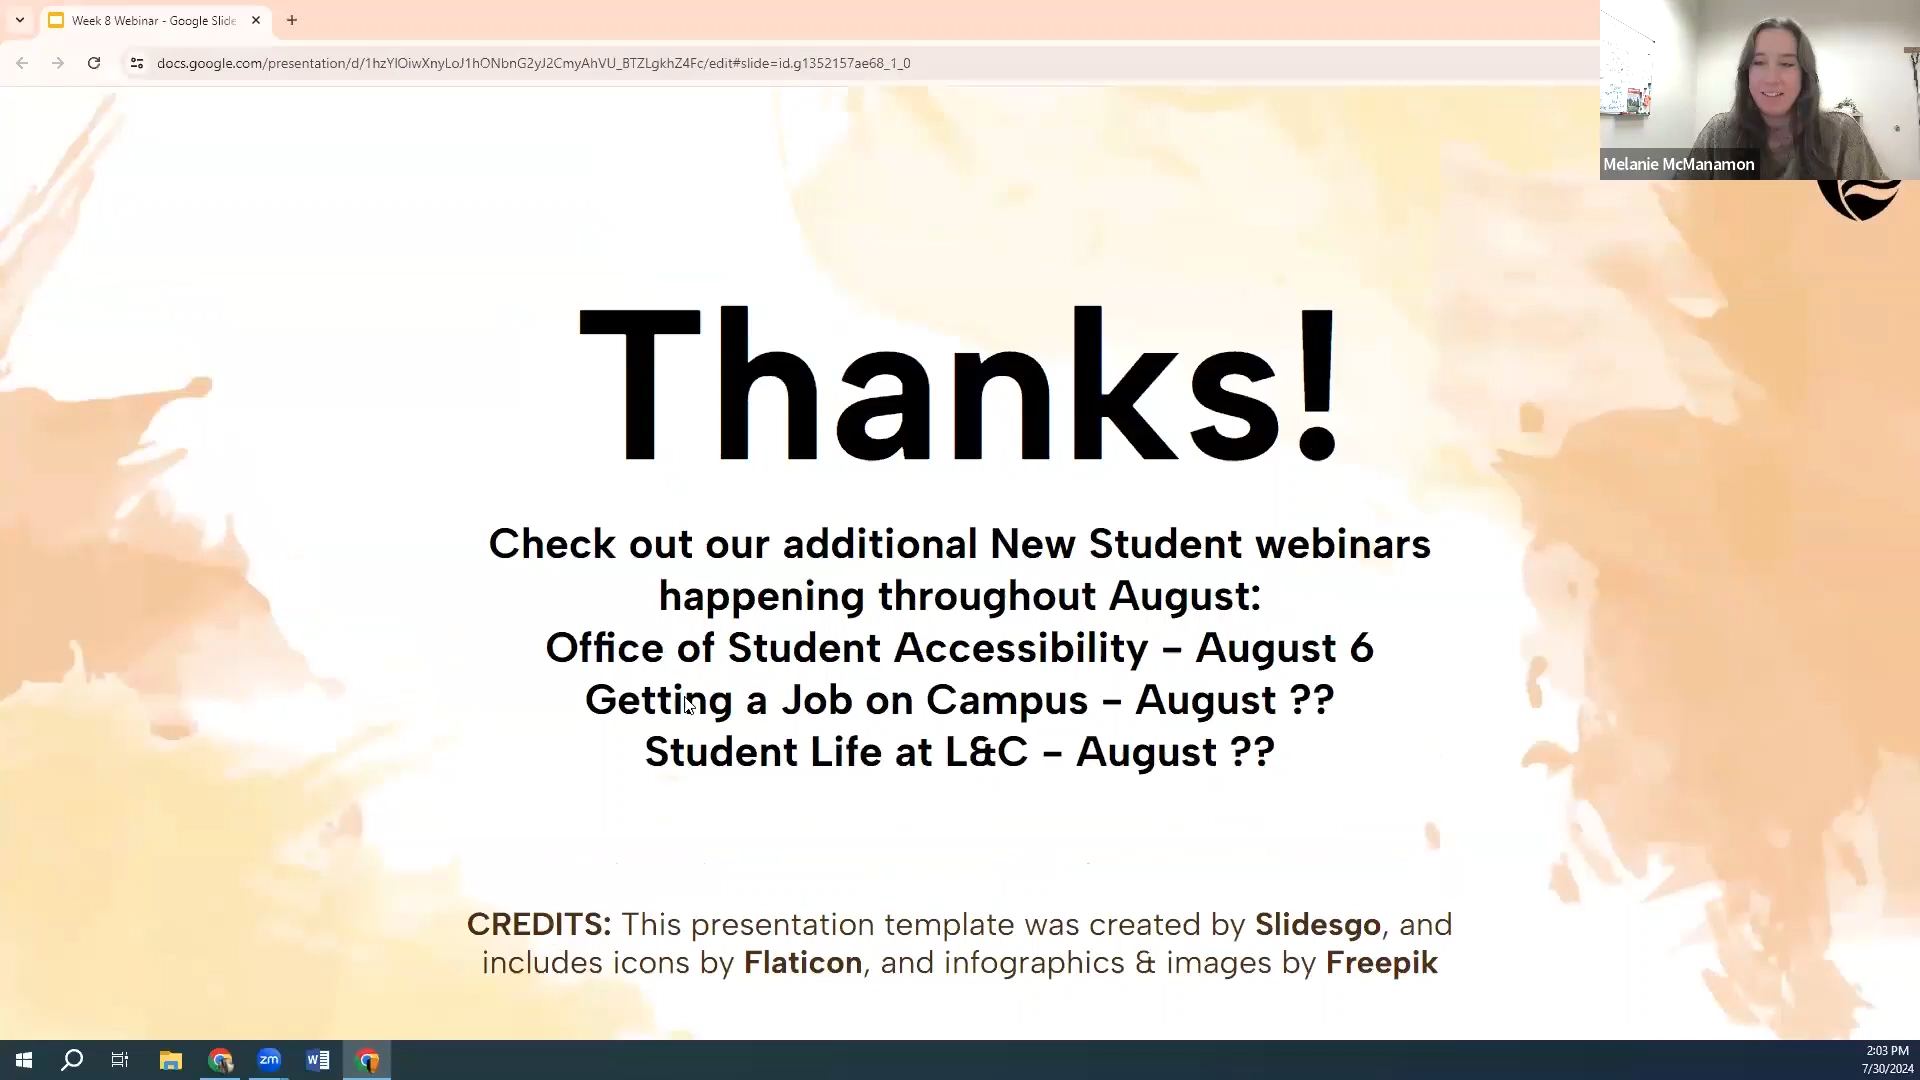 Week 8 Webinar - Google Slide
docs.google.com/presentation/d/1hzYlOiwXnyLoJ1hONbnG2yJ2CmyAhVU_BTZLgkhZ4Fc/edit#slide=id.g1352157ae68_1_0
Melanie McManamon
Thanks!
Check out our additional New Student webinars
happening throughout August:
Office of Student Accessibility – August 6
Getting a Job on Campus – August ??
Student Life at L&C – August ??
CREDITS: This presentation template was created by Slidesgo, and
includes icons by Flaticon, and infographics & images by Freepik
zm
W
2:03 PM
7/30/2024